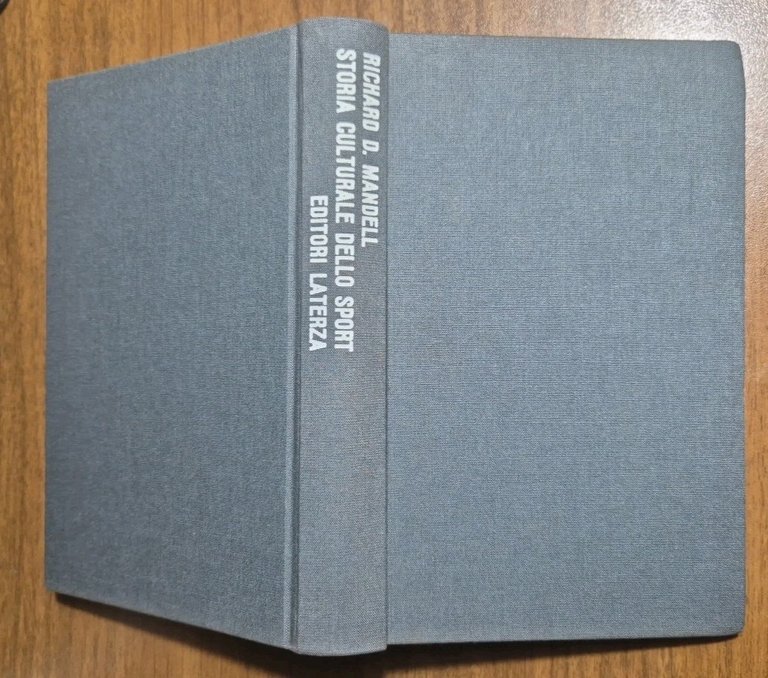 RICHARD D. MANDELL
STORIA CULTURALE DELLO SPORT
EDITORI LATERZA